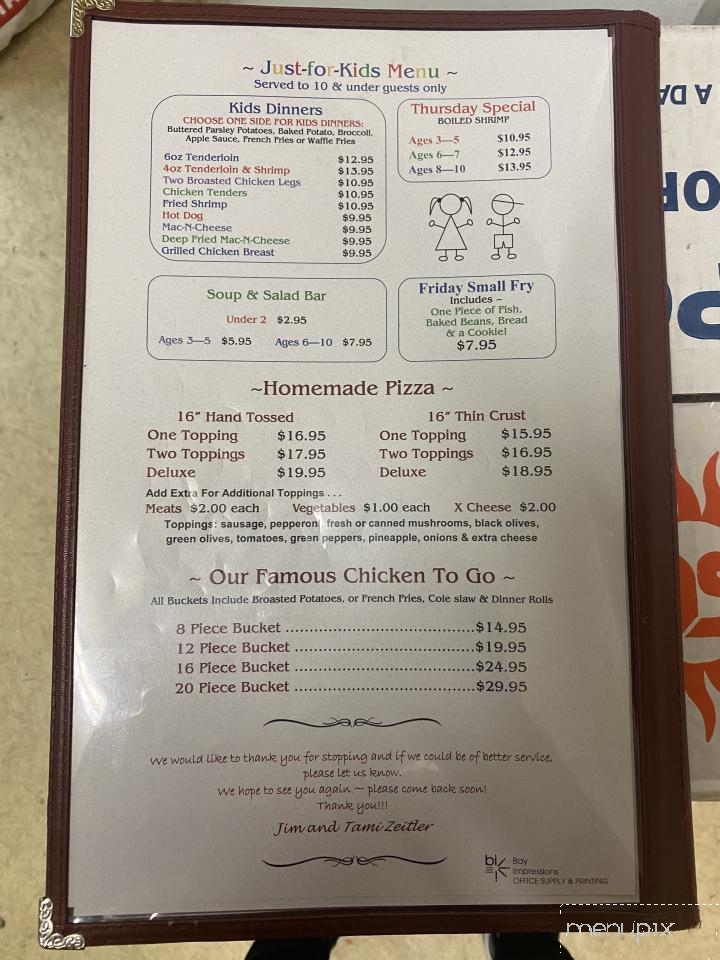 ~ Just-for-Kids Menu ~
Served to 10 & under guests only
Kids Dinners
CHOOSE ONE SIDE FOR KIDS DINNERS:
Buttered Parsley Potatoes, Baked Potato, Broccoli,
Apple Sauce, French Fries or Waffle Fries
6oz Tenderloin $12.95
4oz Tenderloin & Shrimp $13.95
Two Broasted Chicken Legs $10.95
Chicken Tenders $10.95
Fried Shrimp $10.95
Hot Dog $9.95
Mac-N-Cheese $9.95
Deep Fried Mac-N-Cheese $9.95
Grilled Chicken Breast $9.95
Thursday Special
BOILED SHRIMP
Ages 3—5 $10.95
Ages 6—7 $12.95
Ages 8—10 $13.95
Soup & Salad Bar
Under 2 $2.95
Ages 3—5 $5.95 Ages 6—10 $7.95
Friday Small Fry
Includes ~
One Piece of Fish,
Baked Beans, Bread
& a Cookie!
$7.95
~Homemade Pizza ~
16" Hand Tossed
One Topping $16.95
Two Toppings $17.95
Deluxe $19.95
16" Thin Crust
One Topping $15.95
Two Toppings $16.95
Deluxe $18.95
Add Extra For Additional Toppings . . .
Meats $2.00 each Vegetables $1.00 each X Cheese $2.00
Toppings: sausage, pepperoni, fresh or canned mushrooms, black olives,
green olives, tomatoes, green peppers, pineapple, onions & extra cheese
~ Our Famous Chicken To Go ~
All Buckets Include Broasted Potatoes, or French Fries, Cole slaw & Dinner Rolls
8 Piece Bucket ........................................$14.95
12 Piece Bucket .......................................$19.95
16 Piece Bucket .......................................$24.95
20 Piece Bucket .......................................$29.95
We would like to thank you for stopping and if we could be of better service,
please let us know.
We hope to see you again ~ please come back soon!
Thank you!!!
Jim and Tami Zeitler
bi
Bay
Impressions
OFFICE SUPPLY & PRINTING
A DA
menupix